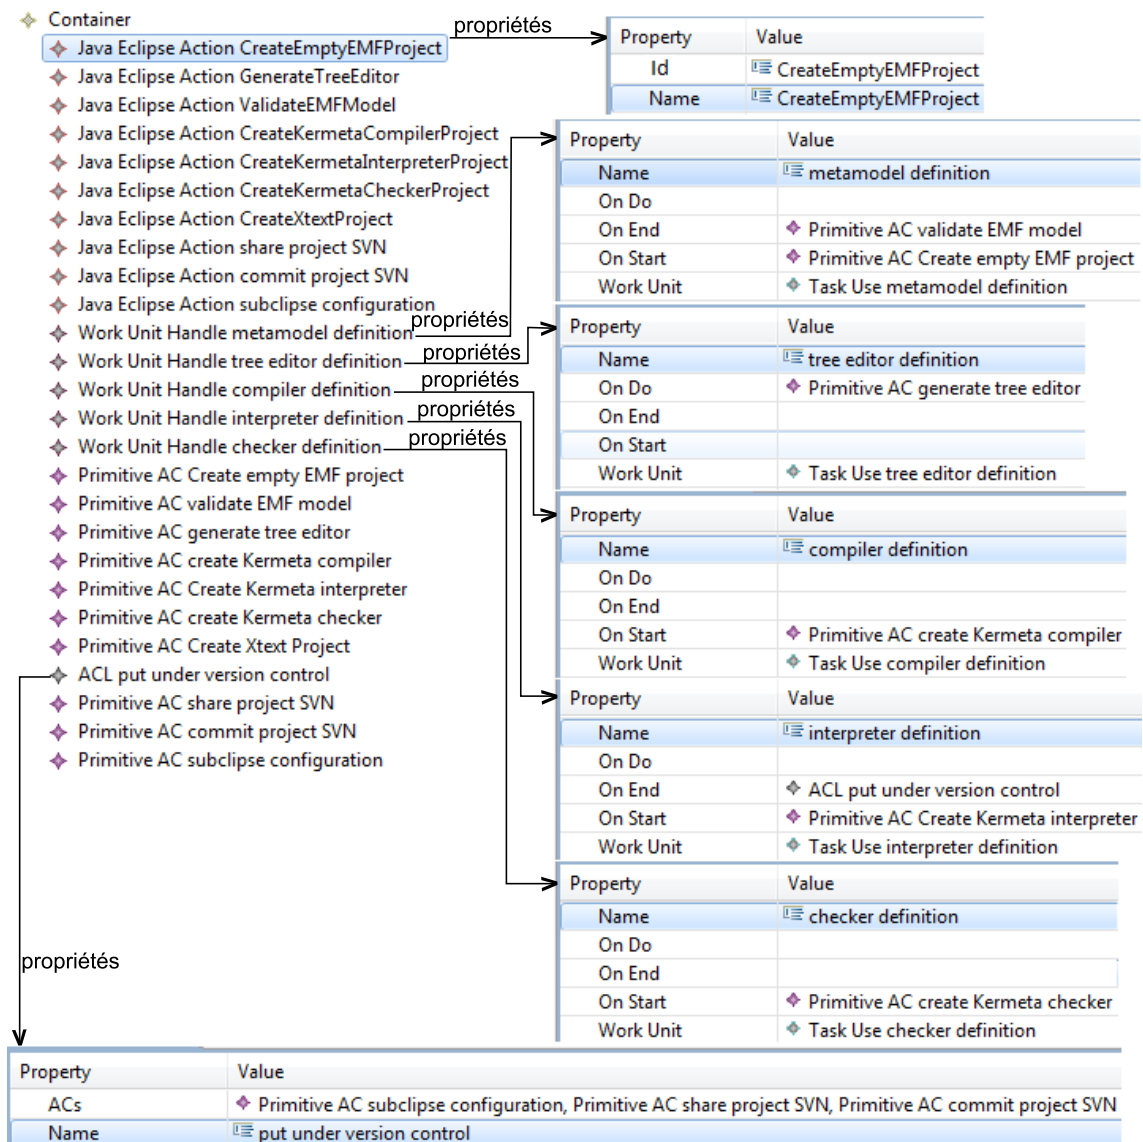 Container
Java Eclipse Action CreateEmptyEMFProject
Java Eclipse Action GenerateTreeEditor
Java Eclipse Action ValidateEMFModel
Java Eclipse Action CreateKermetaCompilerProject
Java Eclipse Action CreateKermetaInterpreterProject
Java Eclipse Action CreateKermetaCheckerProject
Java Eclipse Action CreateXtextProject
Java Eclipse Action share project SVN
Java Eclipse Action commit project SVN
Java Eclipse Action subclipse configuration
Work Unit Handle metamodel definition
Work Unit Handle tree editor definition
Work Unit Handle compiler definition
Work Unit Handle interpreter definition
Work Unit Handle checker definition
Primitive AC Create empty EMF project
Primitive AC validate EMF model
Primitive AC generate tree editor
Primitive AC create Kermeta compiler
Primitive AC Create Kermeta interpreter
Primitive AC create Kermeta checker
Primitive AC Create Xtext Project
ACL put under version control
Primitive AC share project SVN
Primitive AC commit project SVN
Primitive AC subclipse configuration
propriétés
Property Value
Id CreateEmptyEMFProject
Name CreateEmptyEMFProject
propriétés
Property Value
Name metamodel definition
On Do
On End Primitive AC validate EMF model
On Start Primitive AC Create empty EMF project
Work Unit Task Use metamodel definition
propriétés
Property Value
Name tree editor definition
On Do Primitive AC generate tree editor
On End
On Start
Work Unit Task Use tree editor definition
propriétés
Property Value
Name compiler definition
On Do
On End
On Start Primitive AC create Kermeta compiler
Work Unit Task Use compiler definition
propriétés
Property Value
Name interpreter definition
On Do
On End ACL put under version control
On Start Primitive AC Create Kermeta interpreter
Work Unit Task Use interpreter definition
propriétés
Property Value
Name checker definition
On Do
On End
On Start Primitive AC create Kermeta checker
Work Unit Task Use checker definition
propriétés
Property Value
ACs Primitive AC subclipse configuration, Primitive AC share project SVN, Primitive AC commit project SVN
Name put under version control